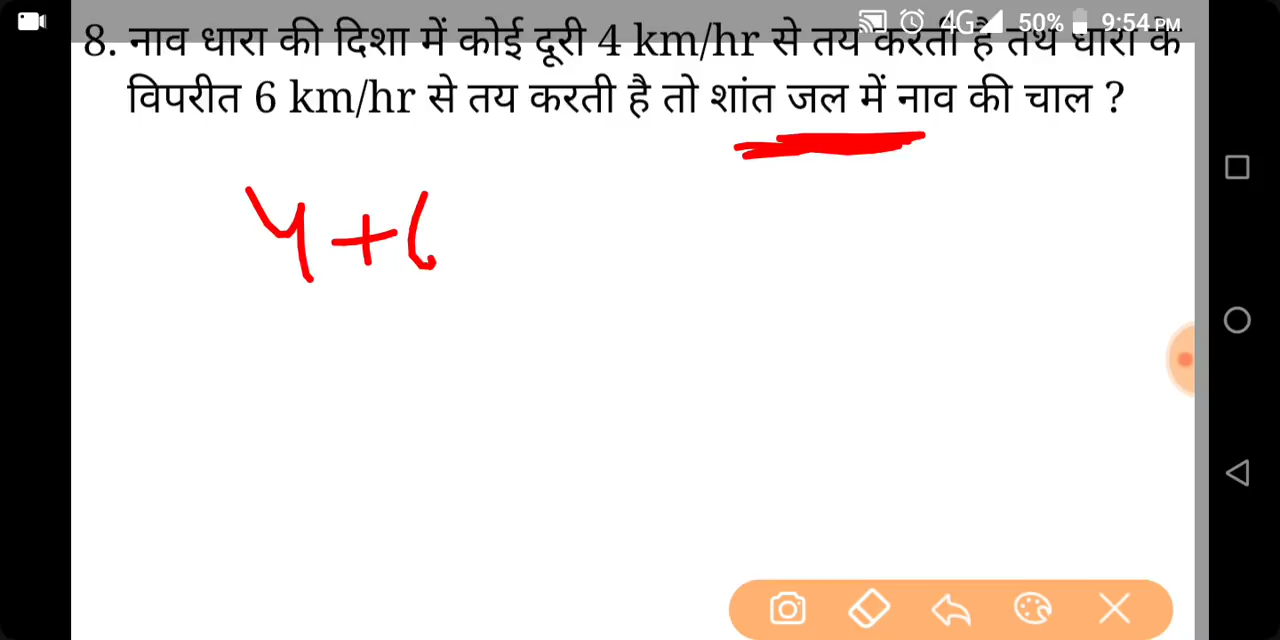 4G 50% 9:54 PM
8. नाव धारा की दिशा में कोई दूरी 4 km/hr से तय करती है तथ धारा के
विपरीत 6 km/hr से तय करती है तो शांत जल में नाव की चाल ?
4+6